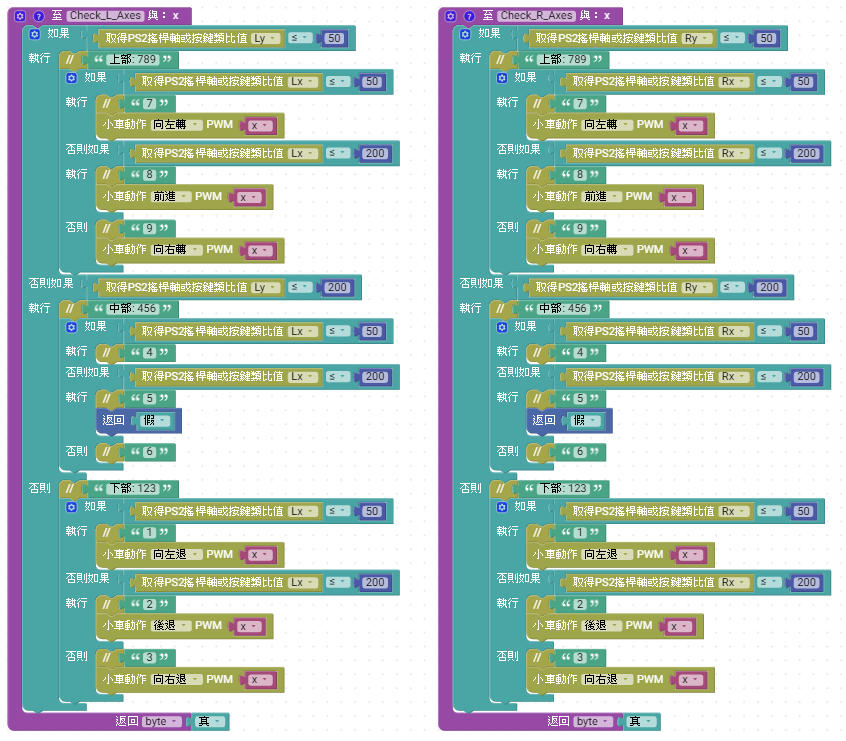 至 Check_L_Axes 與： x
如果 取得PS2搖桿軸或按鍵類比值 Ly ≤ 50
執行 // “ 上部: 789 ”
如果 取得PS2搖桿軸或按鍵類比值 Lx ≤ 50
執行 // “ 7 ”
小車動作 向左轉 PWM x
否則如果 取得PS2搖桿軸或按鍵類比值 Lx ≤ 200
執行 // “ 8 ”
小車動作 前進 PWM x
否則 // “ 9 ”
小車動作 向右轉 PWM x
否則如果 取得PS2搖桿軸或按鍵類比值 Ly ≤ 200
執行 // “ 中部: 456 ”
如果 取得PS2搖桿軸或按鍵類比值 Lx ≤ 50
執行 // “ 4 ”
否則如果 取得PS2搖桿軸或按鍵類比值 Lx ≤ 200
執行 // “ 5 ”
返回 假
否則 // “ 6 ”
否則 // “ 下部: 123 ”
如果 取得PS2搖桿軸或按鍵類比值 Lx ≤ 50
執行 // “ 1 ”
小車動作 向左退 PWM x
否則如果 取得PS2搖桿軸或按鍵類比值 Lx ≤ 200
執行 // “ 2 ”
小車動作 後退 PWM x
否則 // “ 3 ”
小車動作 向右退 PWM x
返回 byte 真
至 Check_R_Axes 與： x
如果 取得PS2搖桿軸或按鍵類比值 Ry ≤ 50
執行 // “ 上部: 789 ”
如果 取得PS2搖桿軸或按鍵類比值 Rx ≤ 50
執行 // “ 7 ”
小車動作 向左轉 PWM x
否則如果 取得PS2搖桿軸或按鍵類比值 Rx ≤ 200
執行 // “ 8 ”
小車動作 前進 PWM x
否則 // “ 9 ”
小車動作 向右轉 PWM x
否則如果 取得PS2搖桿軸或按鍵類比值 Ry ≤ 200
執行 // “ 中部: 456 ”
如果 取得PS2搖桿軸或按鍵類比值 Rx ≤ 50
執行 // “ 4 ”
否則如果 取得PS2搖桿軸或按鍵類比值 Rx ≤ 200
執行 // “ 5 ”
返回 假
否則 // “ 6 ”
否則 // “ 下部: 123 ”
如果 取得PS2搖桿軸或按鍵類比值 Rx ≤ 50
執行 // “ 1 ”
小車動作 向左退 PWM x
否則如果 取得PS2搖桿軸或按鍵類比值 Rx ≤ 200
執行 // “ 2 ”
小車動作 後退 PWM x
否則 // “ 3 ”
小車動作 向右退 PWM x
返回 byte 真